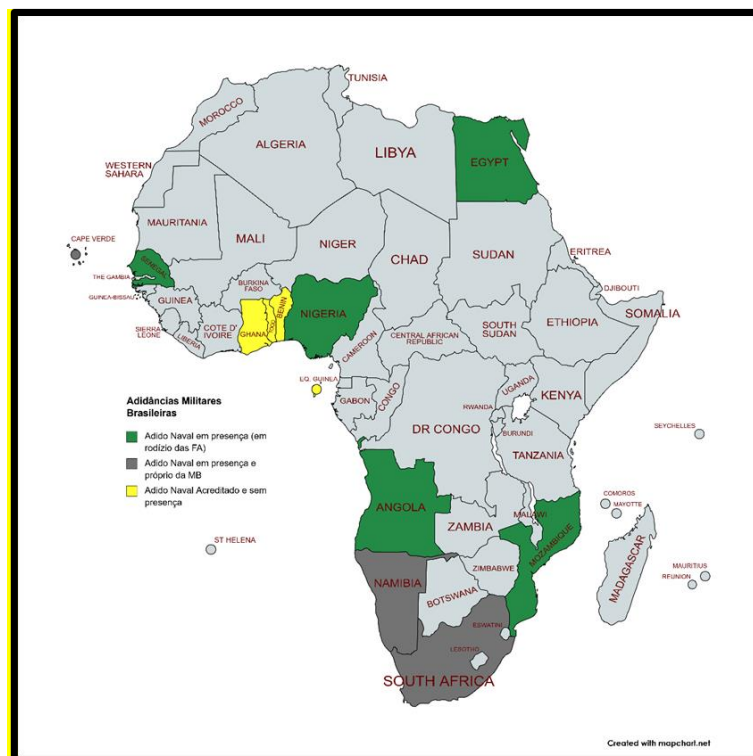 TUNISIA
MOROCCO
ALGERIA
LIBYA
EGYPT
WESTERN
SAHARA
MAURITANIA
MALI
NIGER
CHAD
SUDAN
ERITREA
CAPE VERDE
SENEGAL
THE GAMBIA
GUINEA-BISSAU
GUINEA
BURKINA
FASO
BENIN
TOGO
GHANA
NIGERIA
DJIBOUTI
SOMALIA
ETHIOPIA
SOUTH
SUDAN
CENTRAL AFRICAN
REPUBLIC
CAMEROON
SIERRA
LEONE
LIBERIA
COTE D'
IVOIRE
EQ. GUINEA
GABON
CONGO
UGANDA
KENYA
RWANDA
BURUNDI
DR CONGO
TANZANIA
SEYCHELLES
Adidâncias Militares
Brasileiras
Adido Naval em presença (em
rodízio das FA)
Adido Naval em presença e
próprio da MB
Adido Naval Acreditado e sem
presença
ANGOLA
ZAMBIA
MALAWI
MOZAMBIQUE
COMOROS
MAYOTTE
ST HELENA
MADAGASCAR
MAURITIUS
REUNION
NAMIBIA
ZIMBABWE
BOTSWANA
ESWATINI
LESOTHO
SOUTH AFRICA
Created with mapchart.net